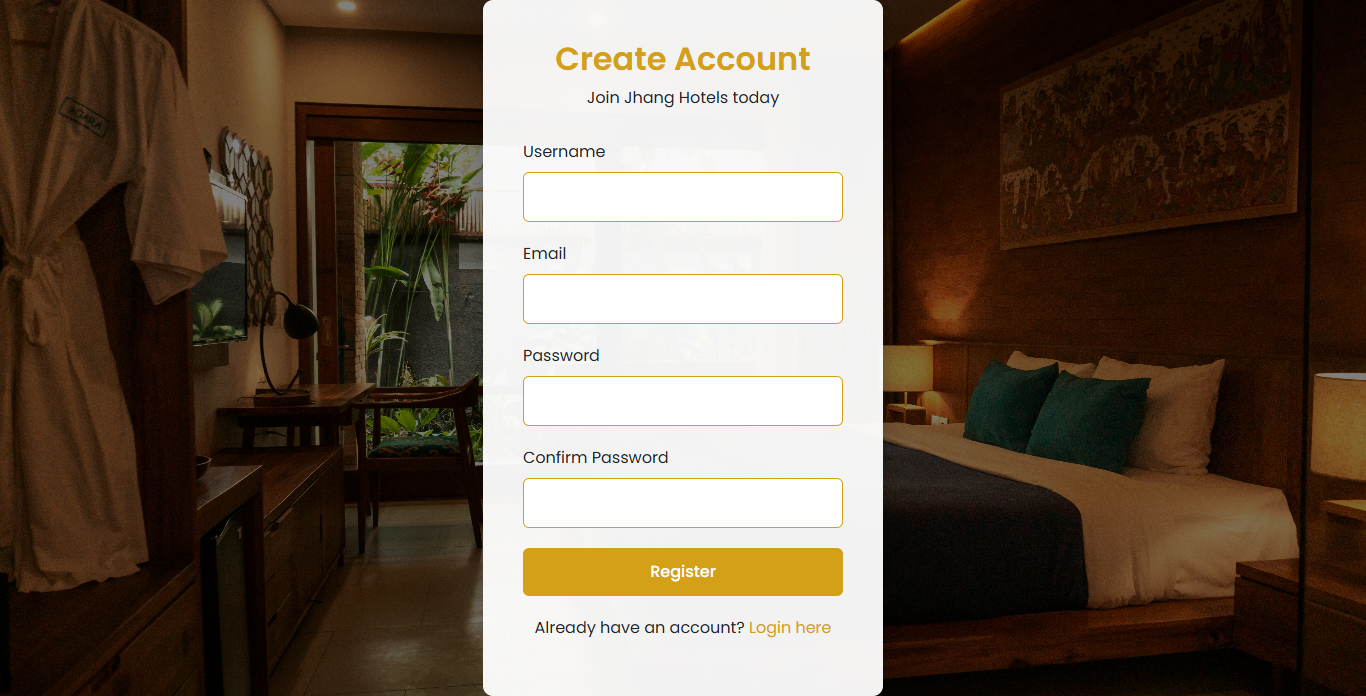 Create Account
Join Jhang Hotels today
Username
Email
Password
Confirm Password
Register
Already have an account? Login here